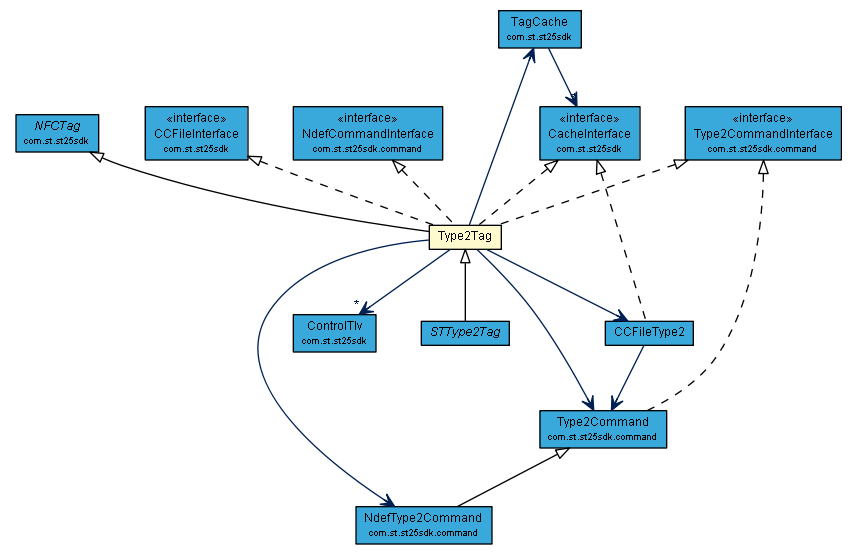 TagCache
com.st.st25sdk
NFCTag
com.st.st25sdk
«interface»
CCFileInterface
com.st.st25sdk
«interface»
NdefCommandInterface
com.st.st25sdk.command
«interface»
CacheInterface
com.st.st25sdk
«interface»
Type2CommandInterface
com.st.st25sdk.command
Type2Tag
*
ControlTlv
com.st.st25sdk
STType2Tag
CCFileType2
Type2Command
com.st.st25sdk.command
NdefType2Command
com.st.st25sdk.command